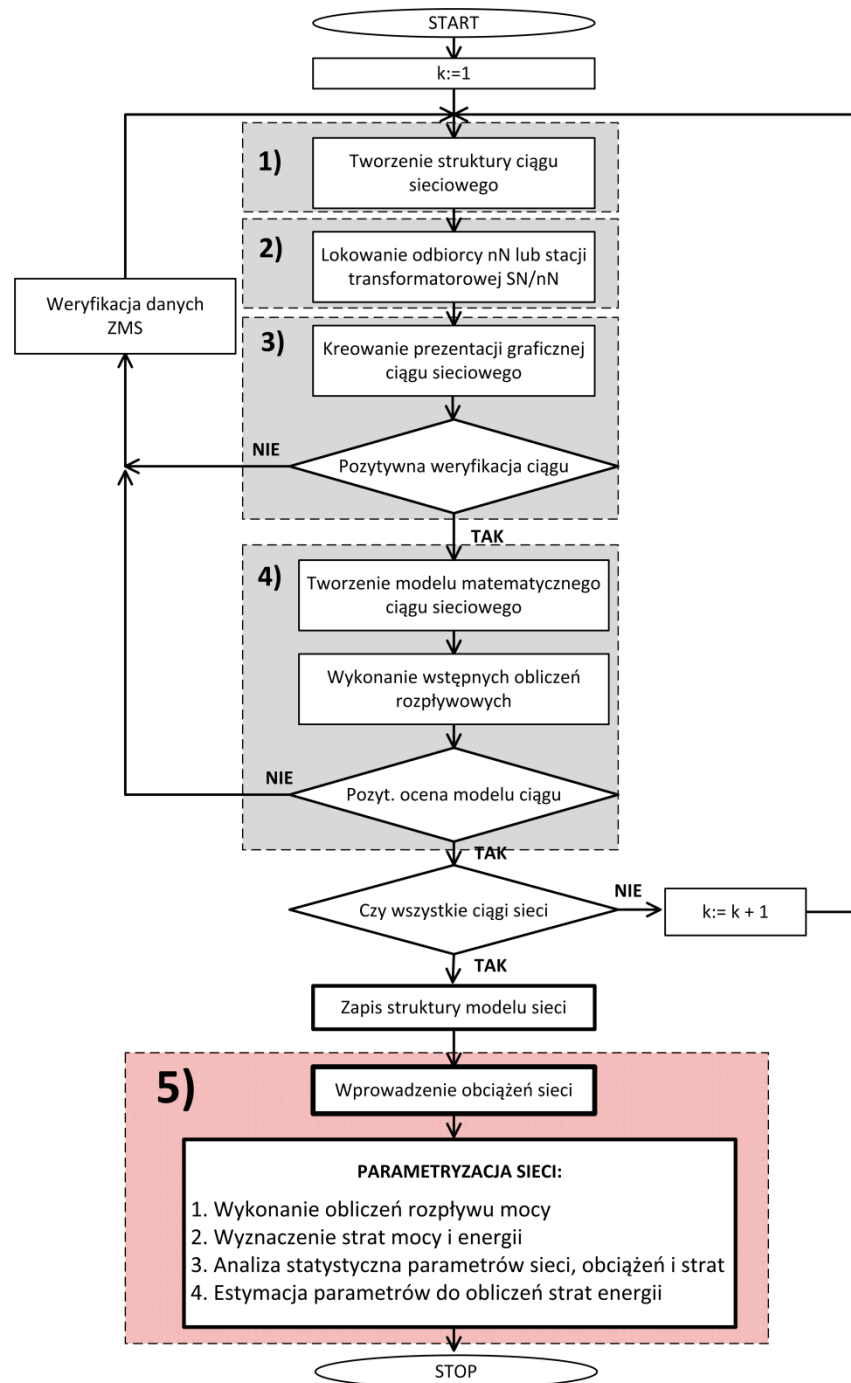 START
k:=1
1)
Tworzenie struktury ciągu
sieciowego
2)
Lokowanie odbiorcy nN lub stacji
transformatorowej SN/nN
Weryfikacja danych
ZMS
3)
Kreowanie prezentacji graficznej
ciągu sieciowego
NIE
Pozytywna weryfikacja ciągu
TAK
4)
Tworzenie modelu matematycznego
ciągu sieciowego
Wykonanie wstępnych obliczeń
rozpływowych
NIE
Pozyt. ocena modelu ciągu
TAK
Czy wszystkie ciągi sieci
NIE
k:= k + 1
TAK
Zapis struktury modelu sieci
5)
Wprowadzenie obciążeń sieci
PARAMETRYZACJA SIECI:
1. Wykonanie obliczeń rozpływu mocy
2. Wyznaczenie strat mocy i energii
3. Analiza statystyczna parametrów sieci, obciążeń i strat
4. Estymacja parametrów do obliczeń strat energii
STOP